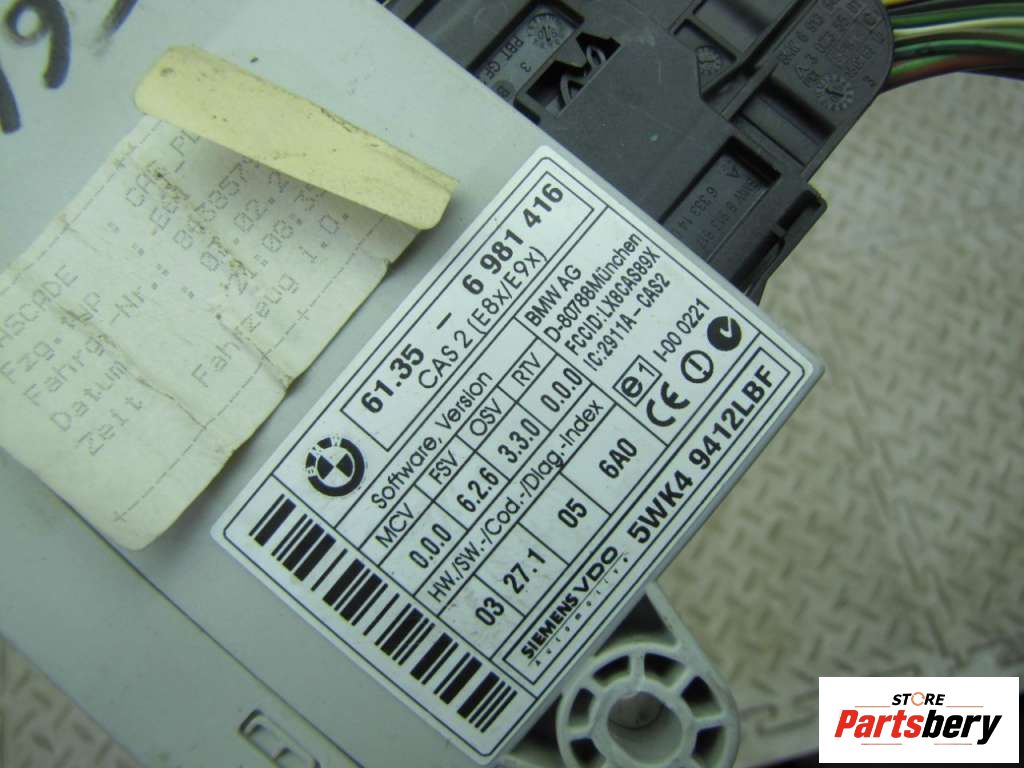 61.35 – 6 981 416
CAS 2 (E8x/E9x)
Software, Version
MCV FSV OSV RTV
0.0.0 6.2.6 3.3.0 0.0.0
HW./SW.-/Cod.-/Diag.-Index
03 27.1 05 6A0
BMW AG
D-80788München
FCCID:LX8CAS89X
IC:2911A-CAS2
e1 I-00 0221
CE
SIEMENS VDO
Automotive
5WK4 9412LBF
Fzg.
Fahrg.-Nr.
Datum
Zeit
Fahrzeug
STORE
Partsbery